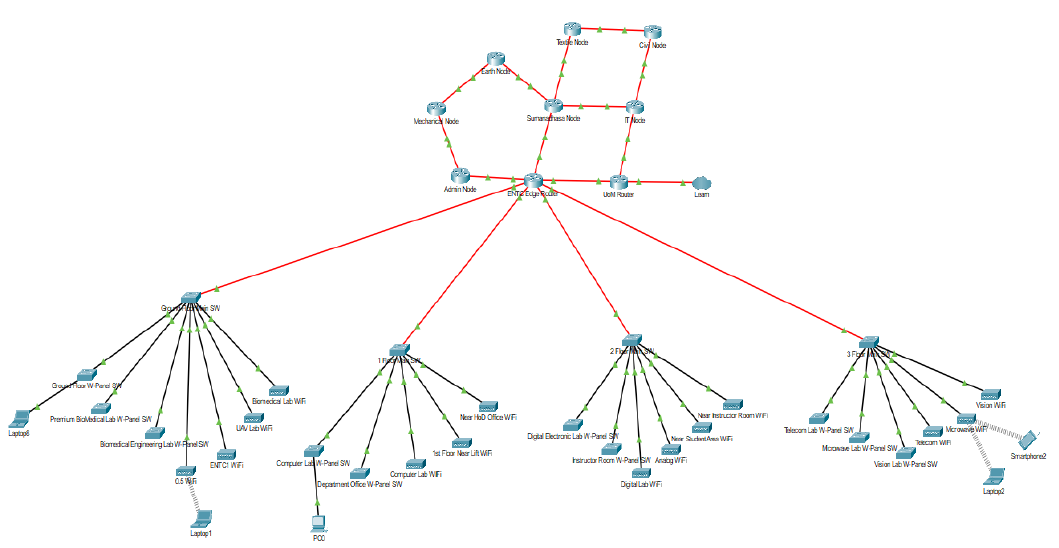 Textile Node
Civil Node
Earth Node
Mechanical Node
Sumanadhasa Node
IT Node
Admin Node
ENTC Edge Router
UoM Router
Learn
Ground Floor Main SW
Ground Floor W-Panel SW
Premium BioMedical Lab W-Panel SW
Biomedical Engineering Lab W-Panel SW
0.5 WiFi
ENTC1 WiFi
UAV Lab WiFi
Biomedical Lab WiFi
Laptop1
1 Floor Main SW
Computer Lab W-Panel SW
Department Office W-Panel SW
Computer Lab WiFi
1st Floor Near Lift WiFi
Near HoD Office WiFi
2 Floor Main SW
Digital Electronic Lab W-Panel SW
Instructor Room W-Panel SW
Digital Lab WiFi
Analog WiFi
Near StudentArea WiFi
Near Instructor Room WiFi
3 Floor Main SW
Telecom Lab W-Panel SW
Microwave Lab W-Panel SW
Vision Lab W-Panel SW
Telecom WiFi
Microwave WiFi
Vision WiFi
Smartphone2
Laptop2